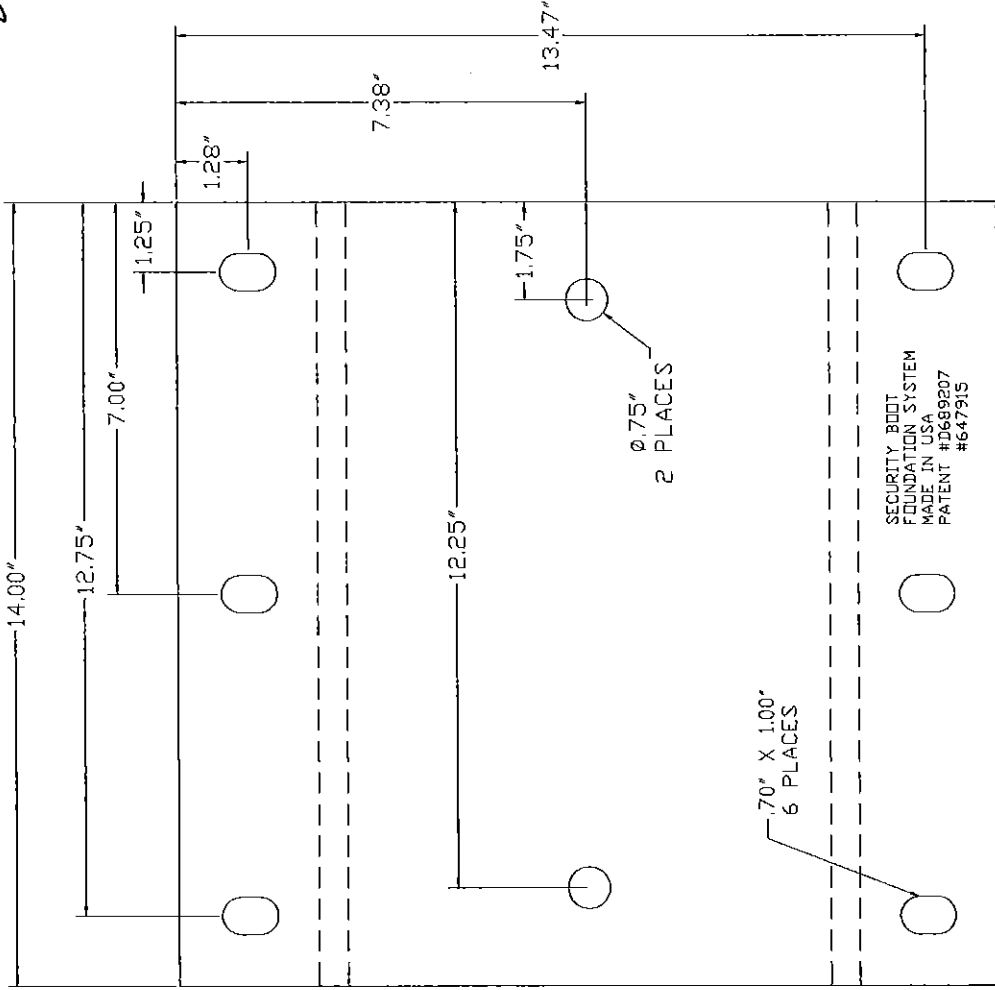 14.00"
12.75"
7.00"
1.25"
1.28"
7.38"
13.47"
1.75"
12.25"
Ø.75"
2 PLACES
.70" X 1.00"
6 PLACES
SECURITY BOOT
FOUNDATION SYSTEM
MADE IN USA
PATENT #D689207
#647915